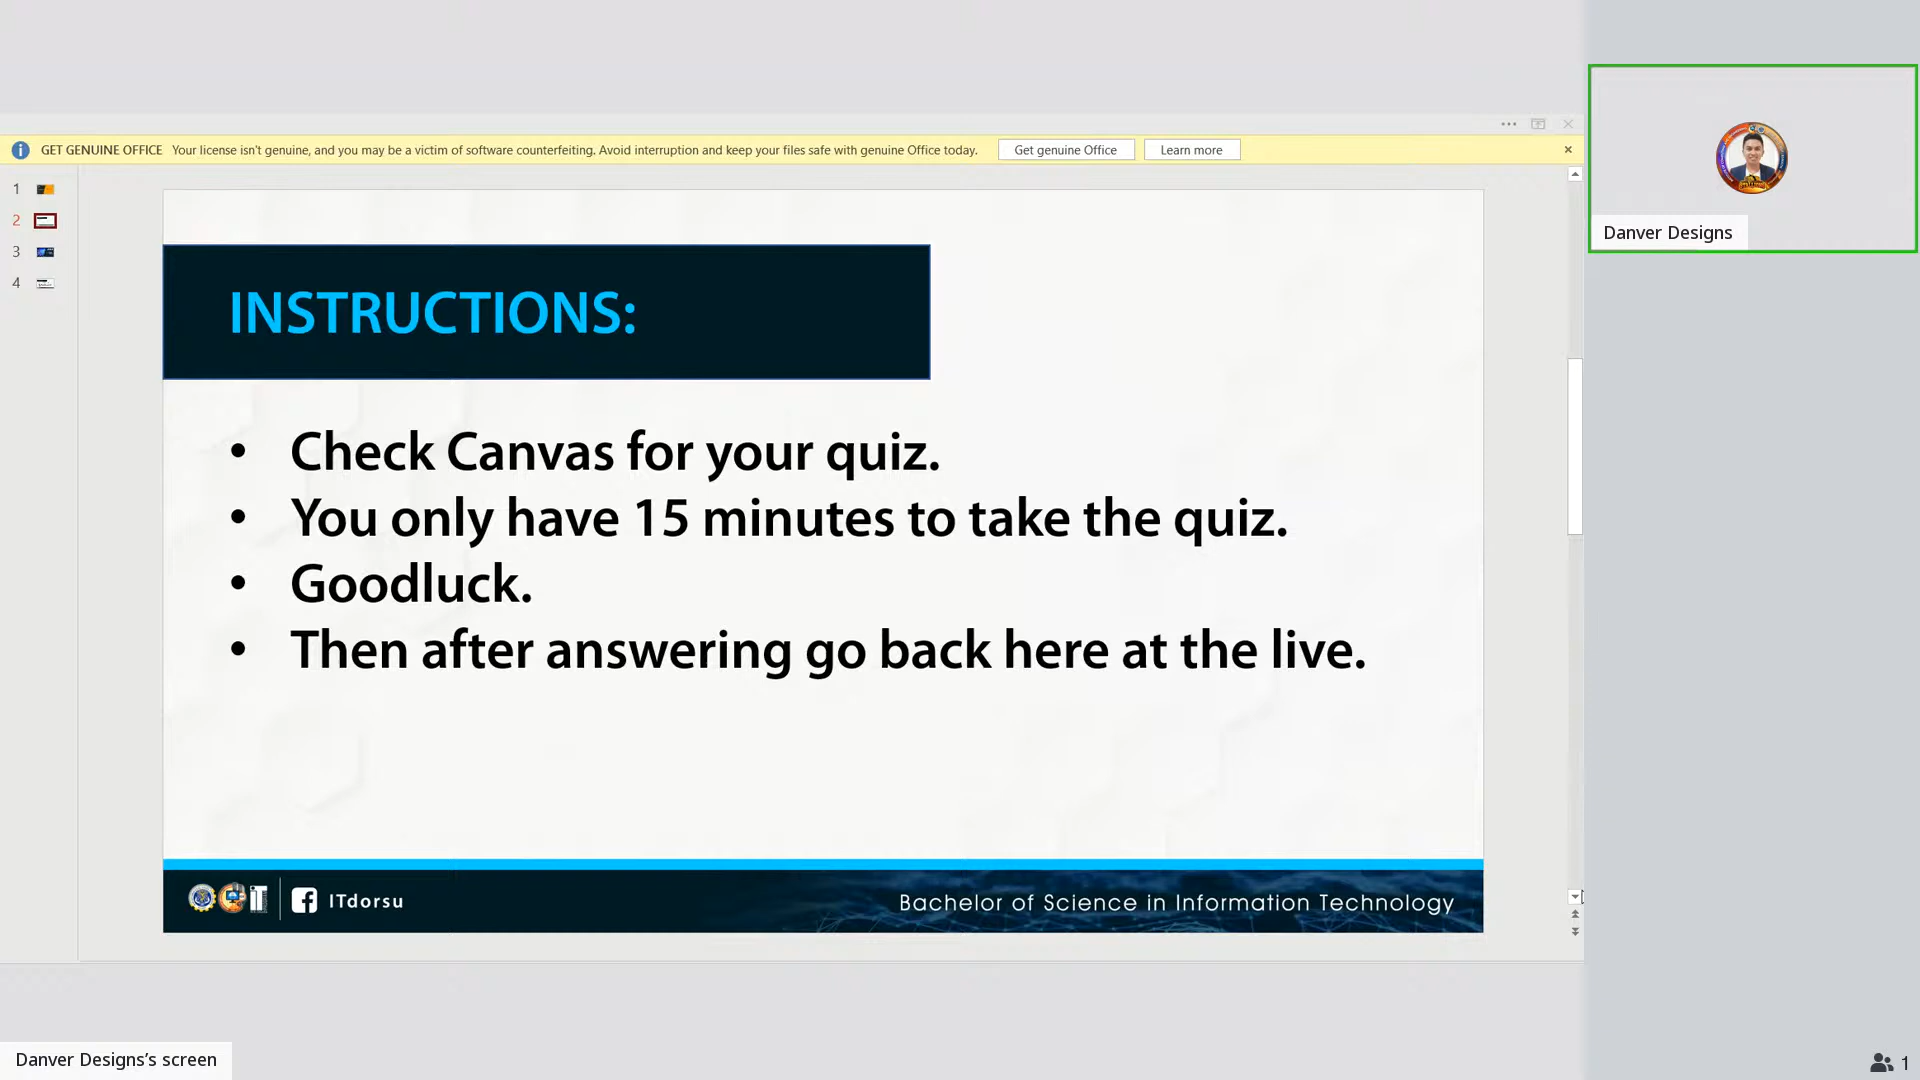 GET GENUINE OFFICE Your license isn't genuine, and you may be a victim of software counterfeiting. Avoid interruption and keep your files safe with genuine Office today. Get genuine Office Learn more
1
2
3
4
INSTRUCTIONS:
• Check Canvas for your quiz.
• You only have 15 minutes to take the quiz.
• Goodluck.
• Then after answering go back here at the live.
ITdorsu
Bachelor of Science in Information Technology
Danver Designs
Danver Designs's screen
1